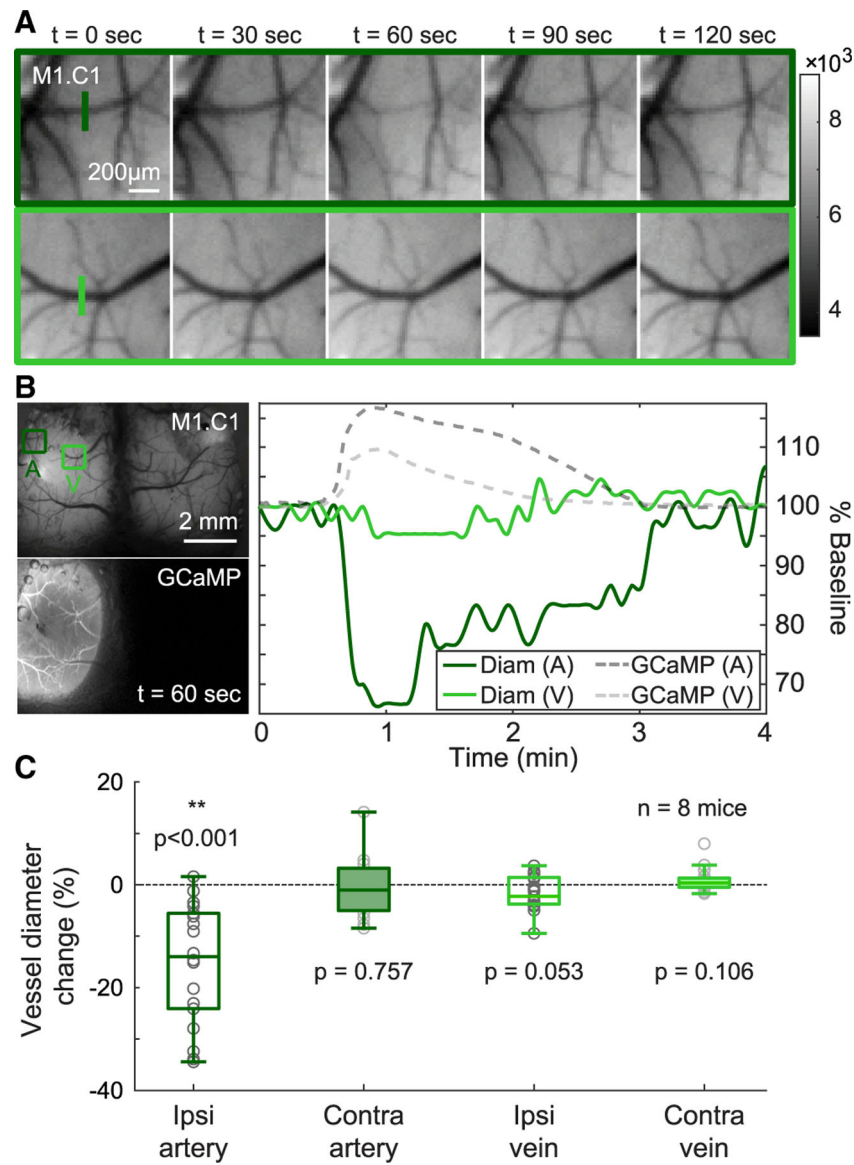 A
t = 0 sec t = 30 sec t = 60 sec t = 90 sec t = 120 sec
M1.C1
200µm
×10³
8
6
4
B
M1.C1
A
V
2 mm
GCaMP
t = 60 sec
110
100
90
80
70
% Baseline
Diam (A) GCaMP (A)
Diam (V) GCaMP (V)
0 1 2 3 4
Time (min)
C
20
0
-20
-40
Vessel diameter
change (%)
**
p<0.001
n = 8 mice
p = 0.757 p = 0.053 p = 0.106
Ipsi Contra Ipsi Contra
artery artery vein vein